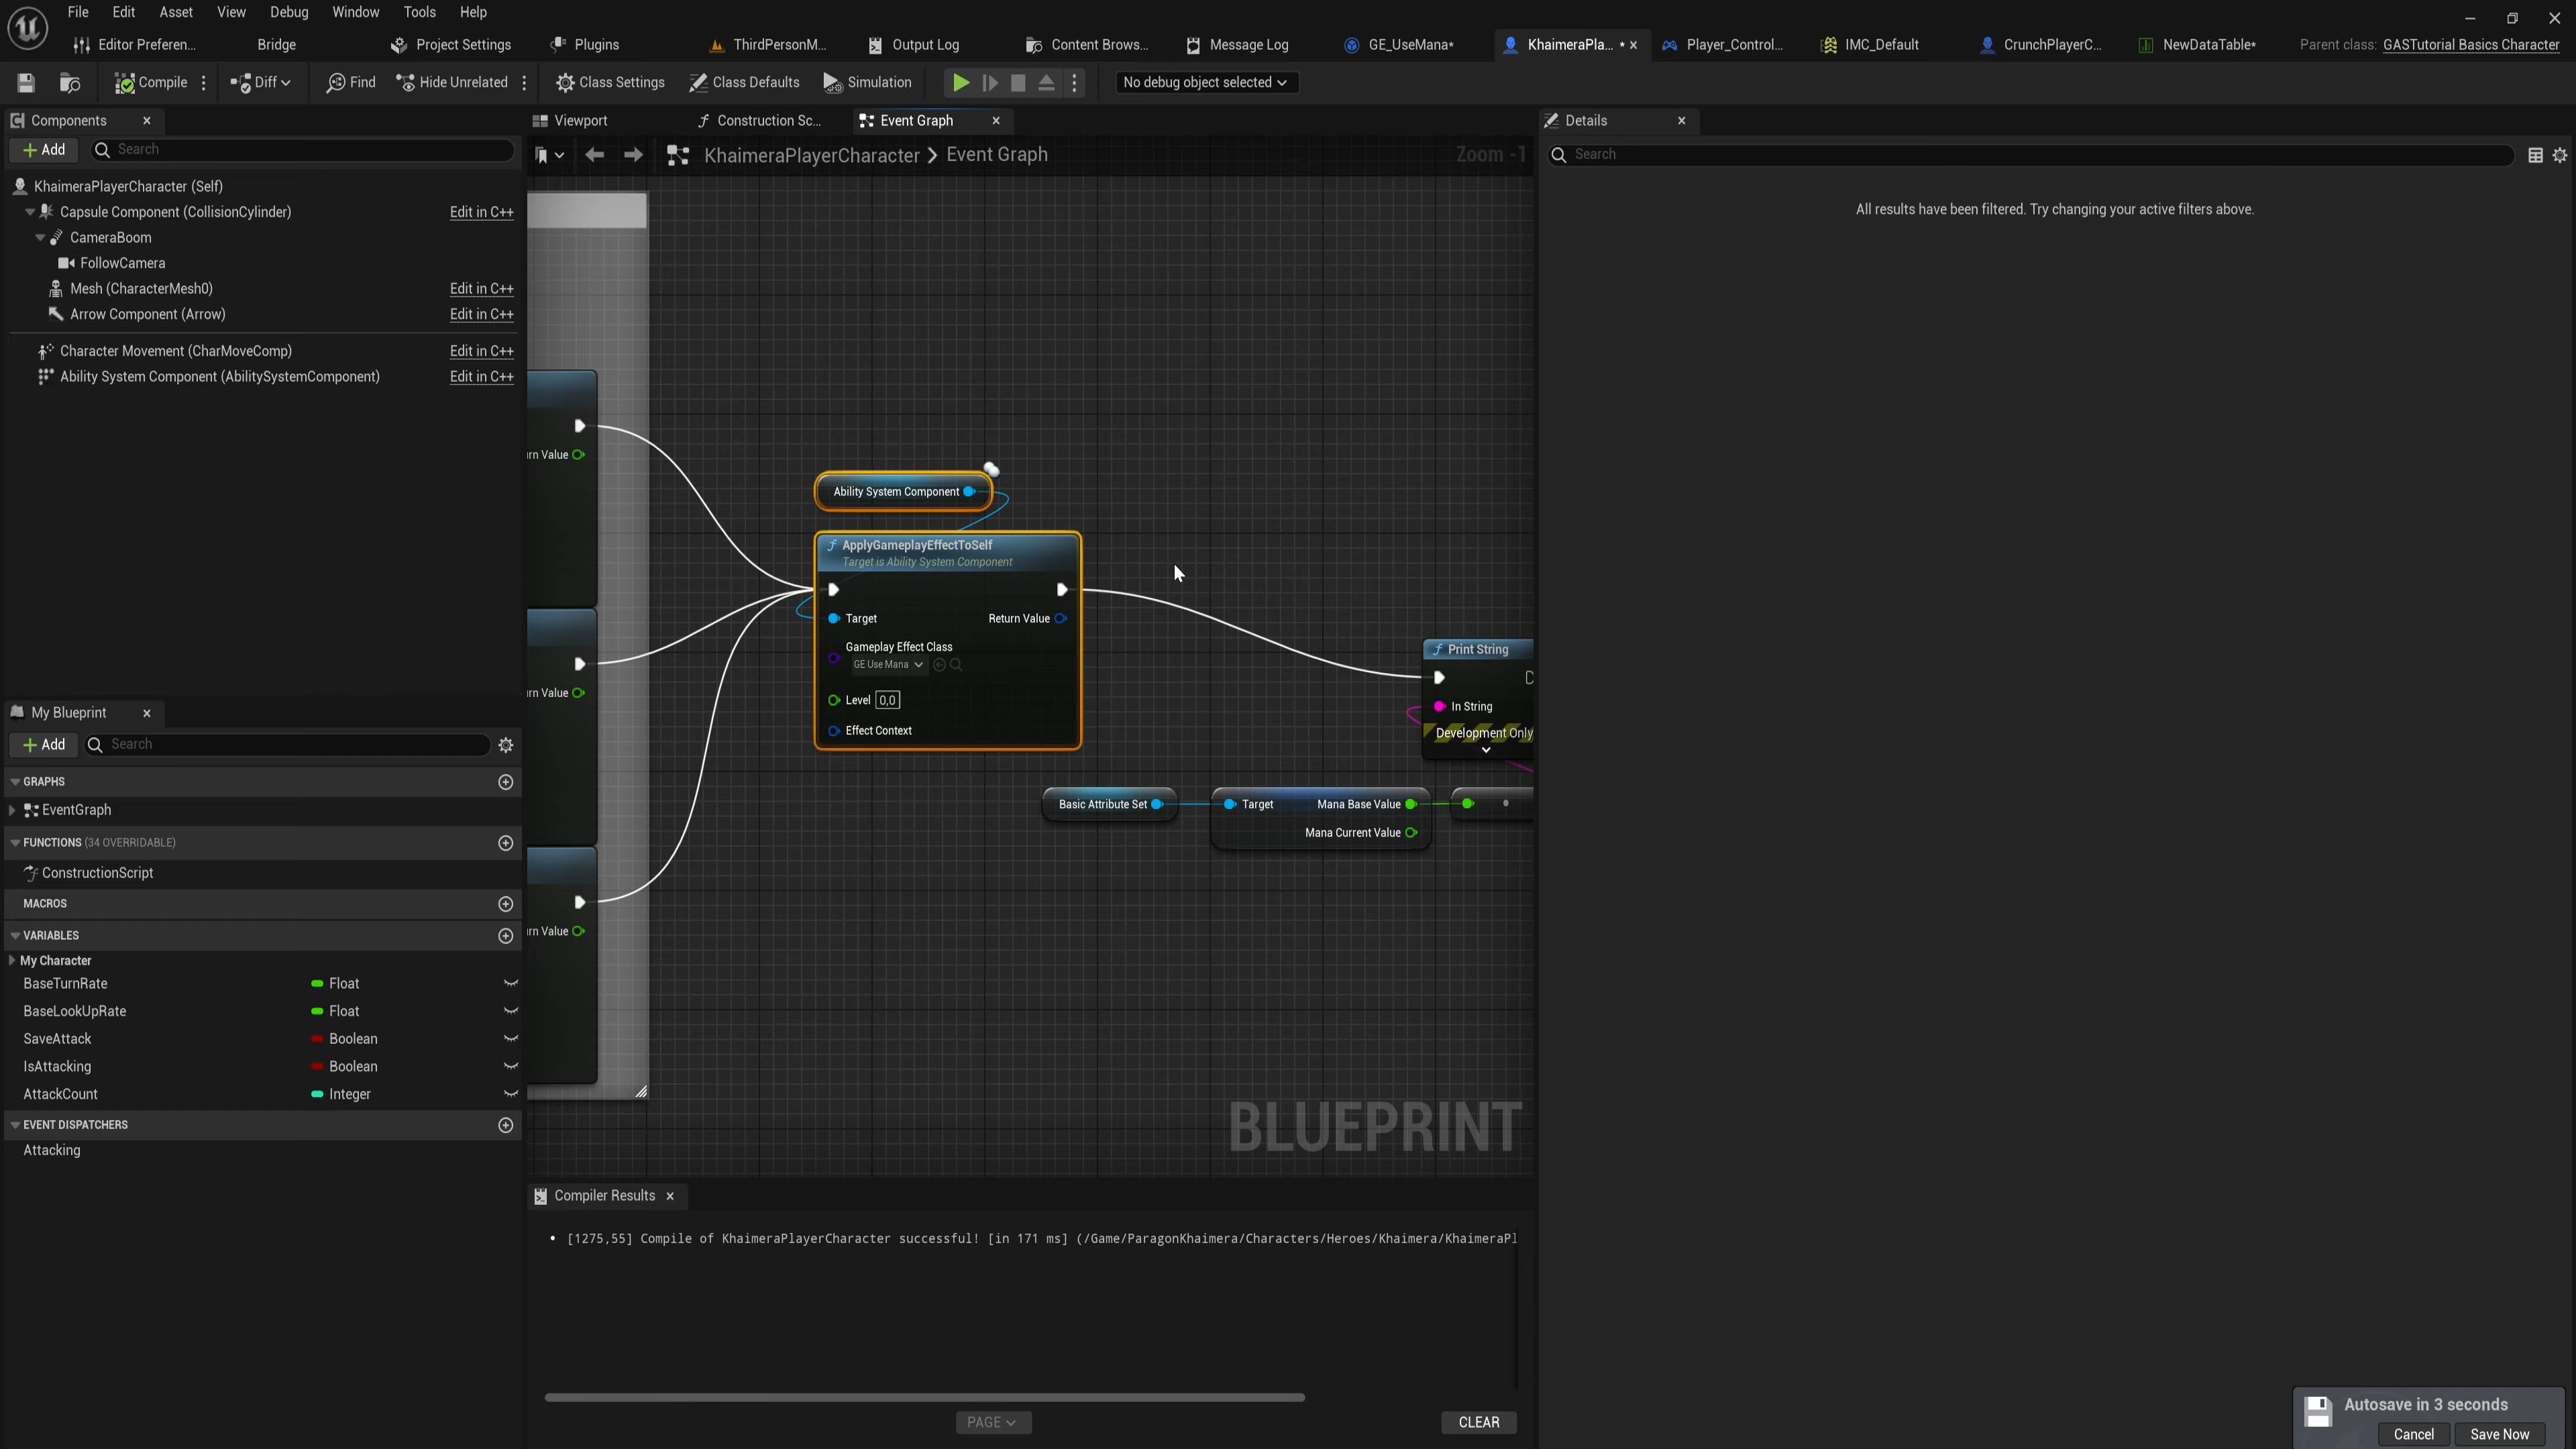 File Edit Asset View Debug Window Tools Help
Editor Preferen... Bridge Project Settings Plugins ThirdPersonM... Output Log Content Brows... Message Log GE_UseMana* KhaimeraPla... * Player_Control... IMC_Default CrunchPlayerC... NewDataTable* Parent class: GASTutorial Basics Character
Compile Diff Find Hide Unrelated Class Settings Class Defaults Simulation No debug object selected
Components
Add Search
KhaimeraPlayerCharacter (Self)
Capsule Component (CollisionCylinder) Edit in C++
CameraBoom
FollowCamera
Mesh (CharacterMesh0) Edit in C++
Arrow Component (Arrow) Edit in C++
Character Movement (CharMoveComp) Edit in C++
Ability System Component (AbilitySystemComponent) Edit in C++
My Blueprint
Add Search
GRAPHS
EventGraph
FUNCTIONS (34 OVERRIDABLE)
ConstructionScript
MACROS
VARIABLES
My Character
BaseTurnRate Float
BaseLookUpRate Float
SaveAttack Boolean
IsAttacking Boolean
AttackCount Integer
EVENT DISPATCHERS
Attacking
Viewport Construction Sc... Event Graph
KhaimeraPlayerCharacter > Event Graph Zoom -1
rn Value
rn Value
rn Value
Ability System Component
ApplyGameplayEffectToSelf
Target is Ability System Component
Target Return Value
Gameplay Effect Class
GE Use Mana
Level 0,0
Effect Context
Print String
In String
Development Only
Basic Attribute Set Target Mana Base Value
Mana Current Value
BLUEPRINT
Compiler Results
[1275,55] Compile of KhaimeraPlayerCharacter successful! [in 171 ms] (/Game/ParagonKhaimera/Characters/Heroes/Khaimera/KhaimeraPl
PAGE CLEAR
Details
Search
All results have been filtered. Try changing your active filters above.
Autosave in 3 seconds
Cancel Save Now